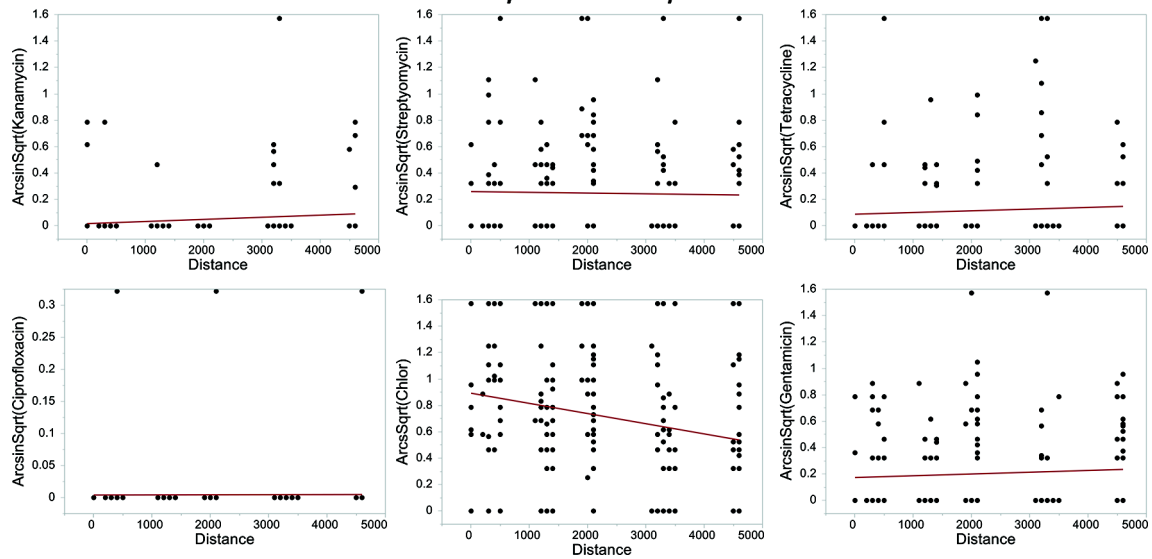 1.6
1.4
1.2
1
0.8
0.6
0.4
0.2
0
ArcsinSqrt(Kanamycin)
0 1000 2000 3000 4000 5000
Distance
1.6
1.4
1.2
1
0.8
0.6
0.4
0.2
0
ArcsinSqrt(Streptyomycin)
0 1000 2000 3000 4000 5000
Distance
1.6
1.4
1.2
1
0.8
0.6
0.4
0.2
0
ArcsinSqrt(Tetracycline)
0 1000 2000 3000 4000 5000
Distance
0.3
0.25
0.2
0.15
0.1
0.05
0
ArcsinSqrt(Ciprofloxacin)
0 1000 2000 3000 4000 5000
Distance
1.6
1.4
1.2
1
0.8
0.6
0.4
0.2
0
ArcsSqrt(Chlor)
0 1000 2000 3000 4000 5000
Distance
1.6
1.4
1.2
1
0.8
0.6
0.4
0.2
0
ArcsinSqrt(Gentamicin)
0 1000 2000 3000 4000 5000
Distance